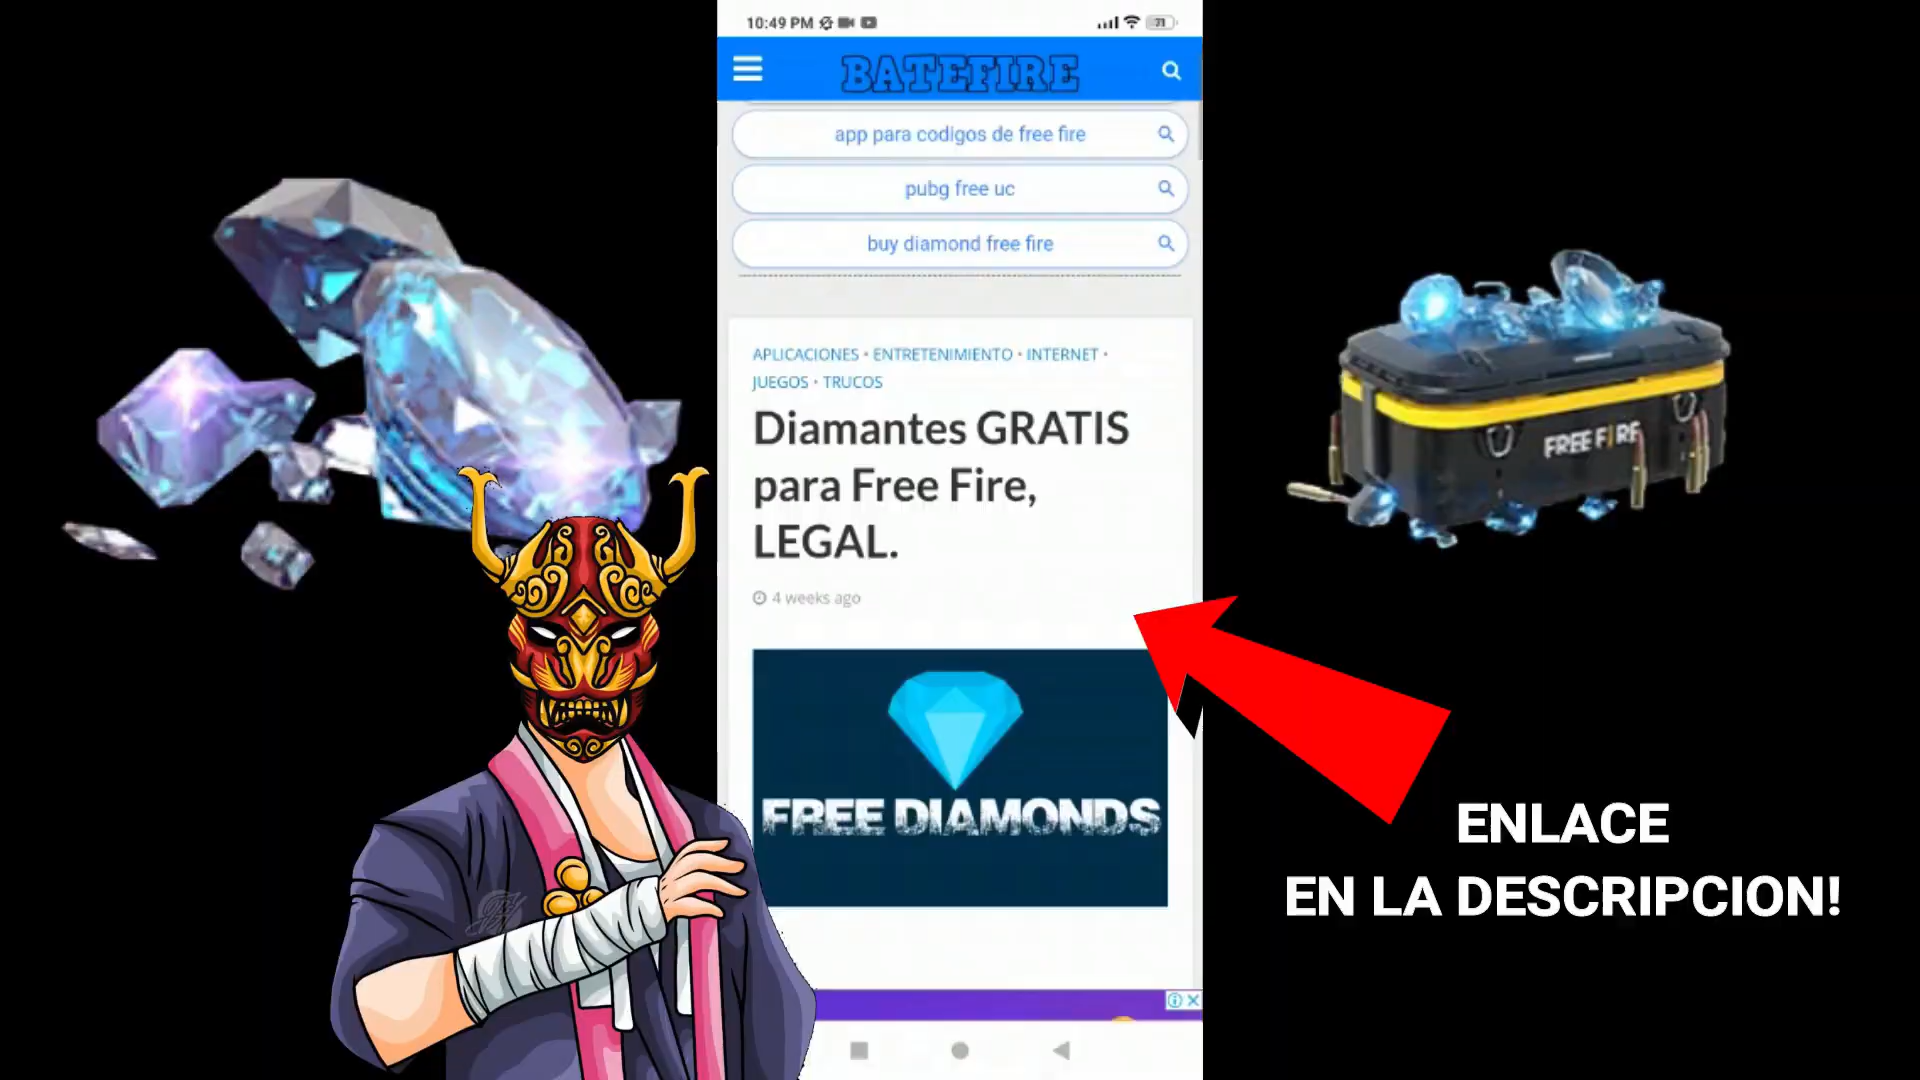 10:49 PM
71
BATEFIRE
app para codigos de free fire
pubg free uc
buy diamond free fire
APLICACIONES • ENTRETENIMIENTO • INTERNET •
JUEGOS • TRUCOS
Diamantes GRATIS
para Free Fire,
LEGAL.
4 weeks ago
FREE DIAMONDS
FREE FIRE
ENLACE
EN LA DESCRIPCION!